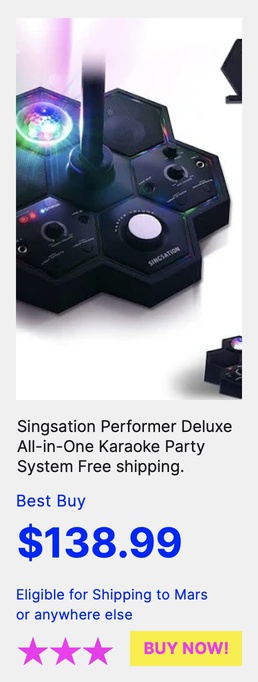 SINGSATION
Singsation Performer Deluxe
All-in-One Karaoke Party
System Free shipping.
Best Buy
$138.99
Eligible for Shipping to Mars
or anywhere else
BUY NOW!